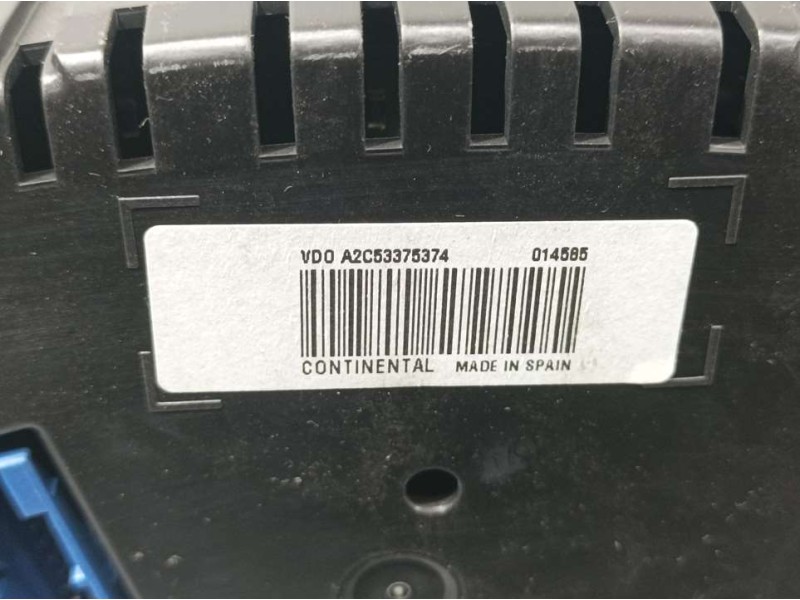 VDO A2C53375374 014585
CONTINENTAL MADE IN SPAIN